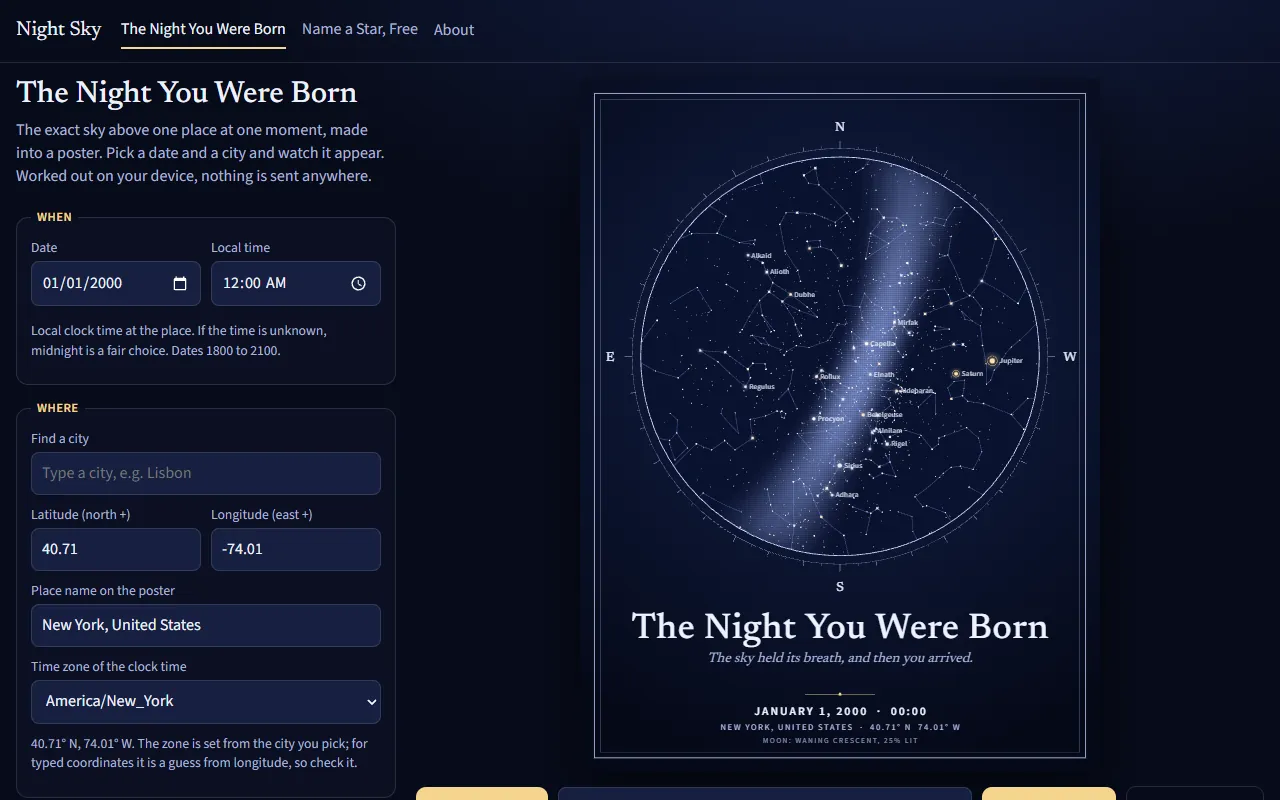 Night Sky
The Night You Were Born
Name a Star, Free
About
The Night You Were Born
The exact sky above one place at one moment, made
into a poster. Pick a date and a city and watch it appear.
Worked out on your device, nothing is sent anywhere.
WHEN
Date
Local time
01/01/2000
12:00 AM
Local clock time at the place. If the time is unknown,
midnight is a fair choice. Dates 1800 to 2100.
WHERE
Find a city
Type a city, e.g. Lisbon
Latitude (north +)
Longitude (east +)
40.71
-74.01
Place name on the poster
New York, United States
Time zone of the clock time
America/New_York
40.71° N, 74.01° W. The zone is set from the city you pick; for
typed coordinates it is a guess from longitude, so check it.
N
Alkaid
Alioth
Dubhe
Mirfak
Capella
E
W
Jupiter
Saturn
Pollux
Elnath
Regulus
Aldebaran
Procyon
Betelgeuse
Alnilam
Rigel
Sirius
Adhara
S
The Night You Were Born
The sky held its breath, and then you arrived.
JANUARY 1, 2000 · 00:00
NEW YORK, UNITED STATES · 40.71° N 74.01° W
MOON: WANING CRESCENT, 25% LIT